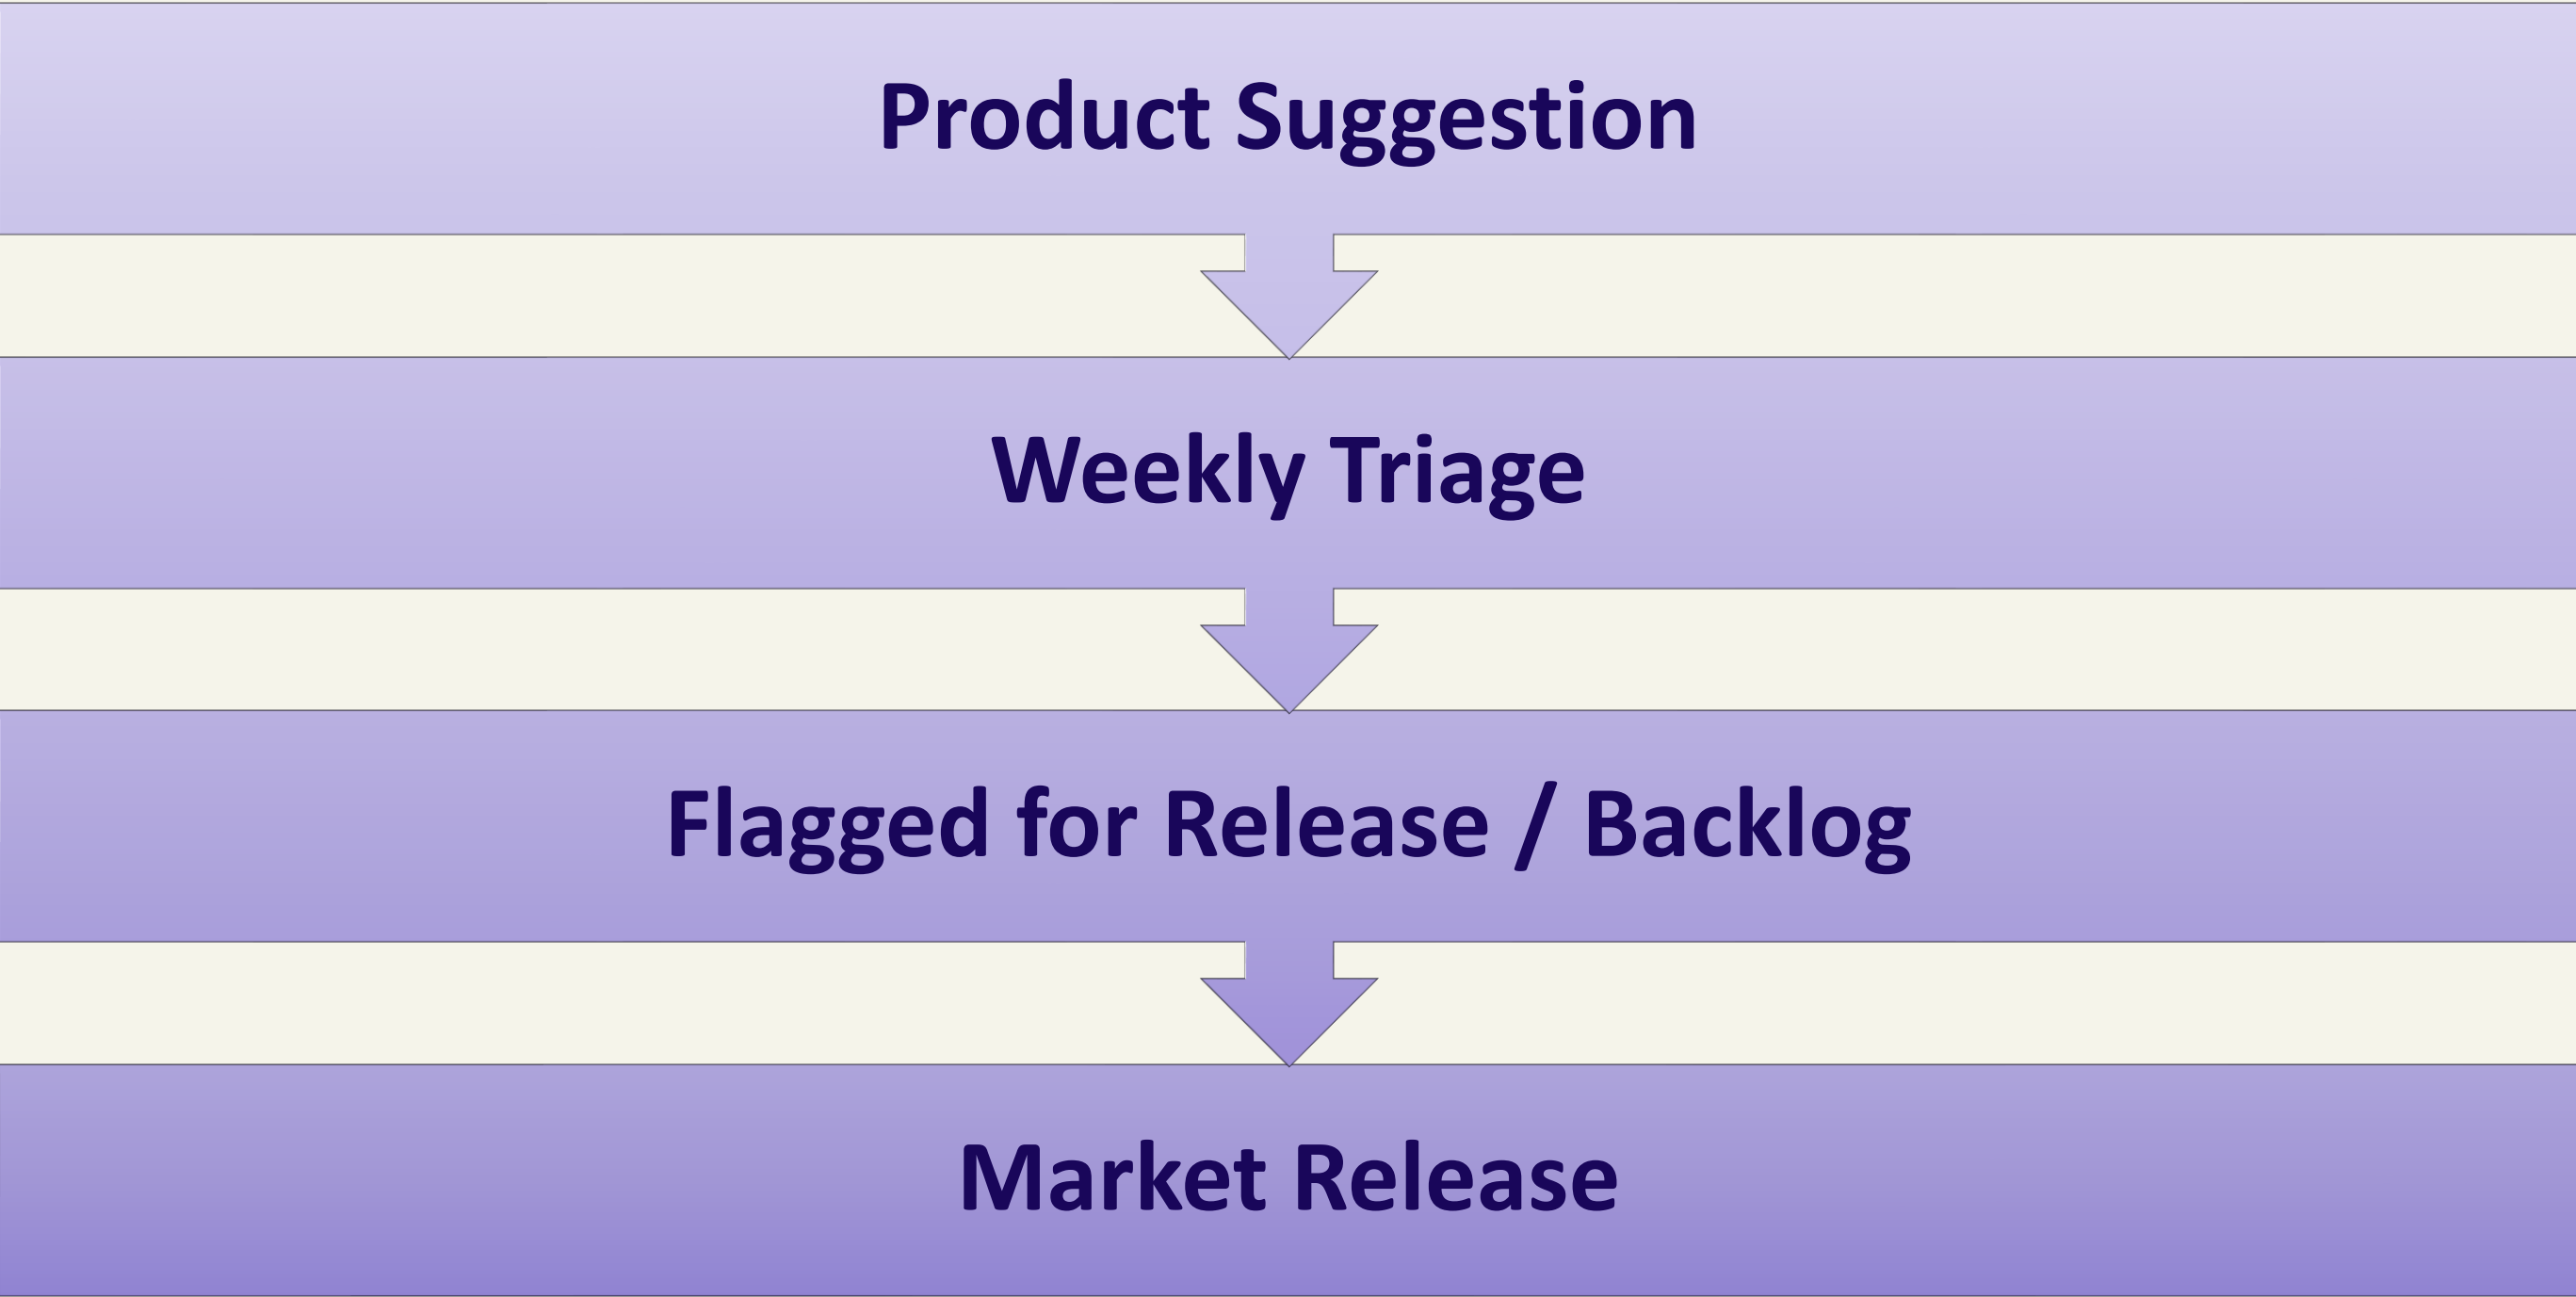 Product Suggestion
Weekly Triage
Flagged for Release / Backlog
Market Release